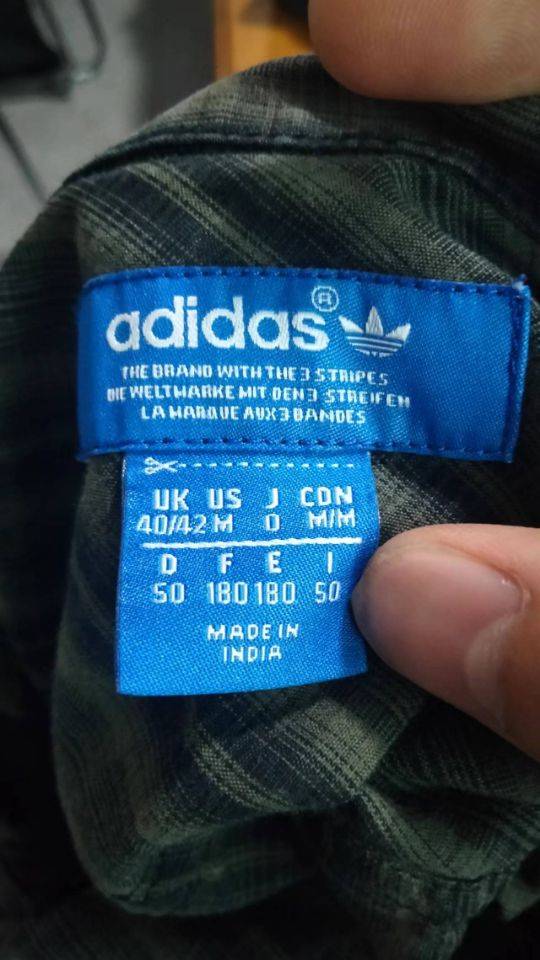 adidas®
THE BRAND WITH THE 3 STRIPES
DIE WELTMARKE MIT DEN 3 STREIFEN
LA MARQUE AUX 3 BANDES
UK US J CDN
40/42 M O M/M
D F E I
50 180 180 50
MADE IN
INDIA